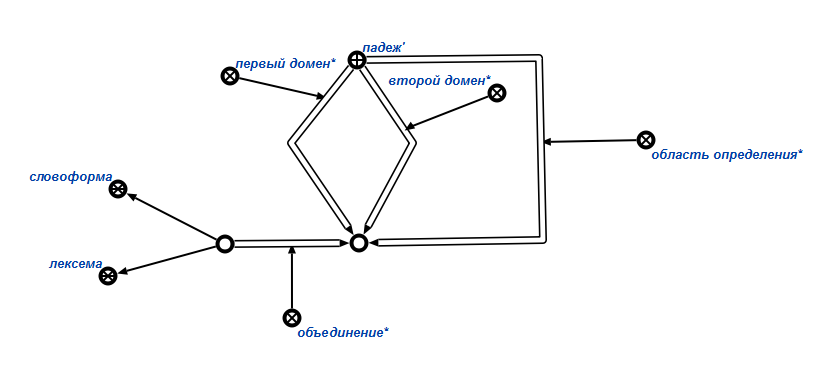 падеж'
первый домен*
второй домен*
область определения*
словоформа
лексема
объединение*